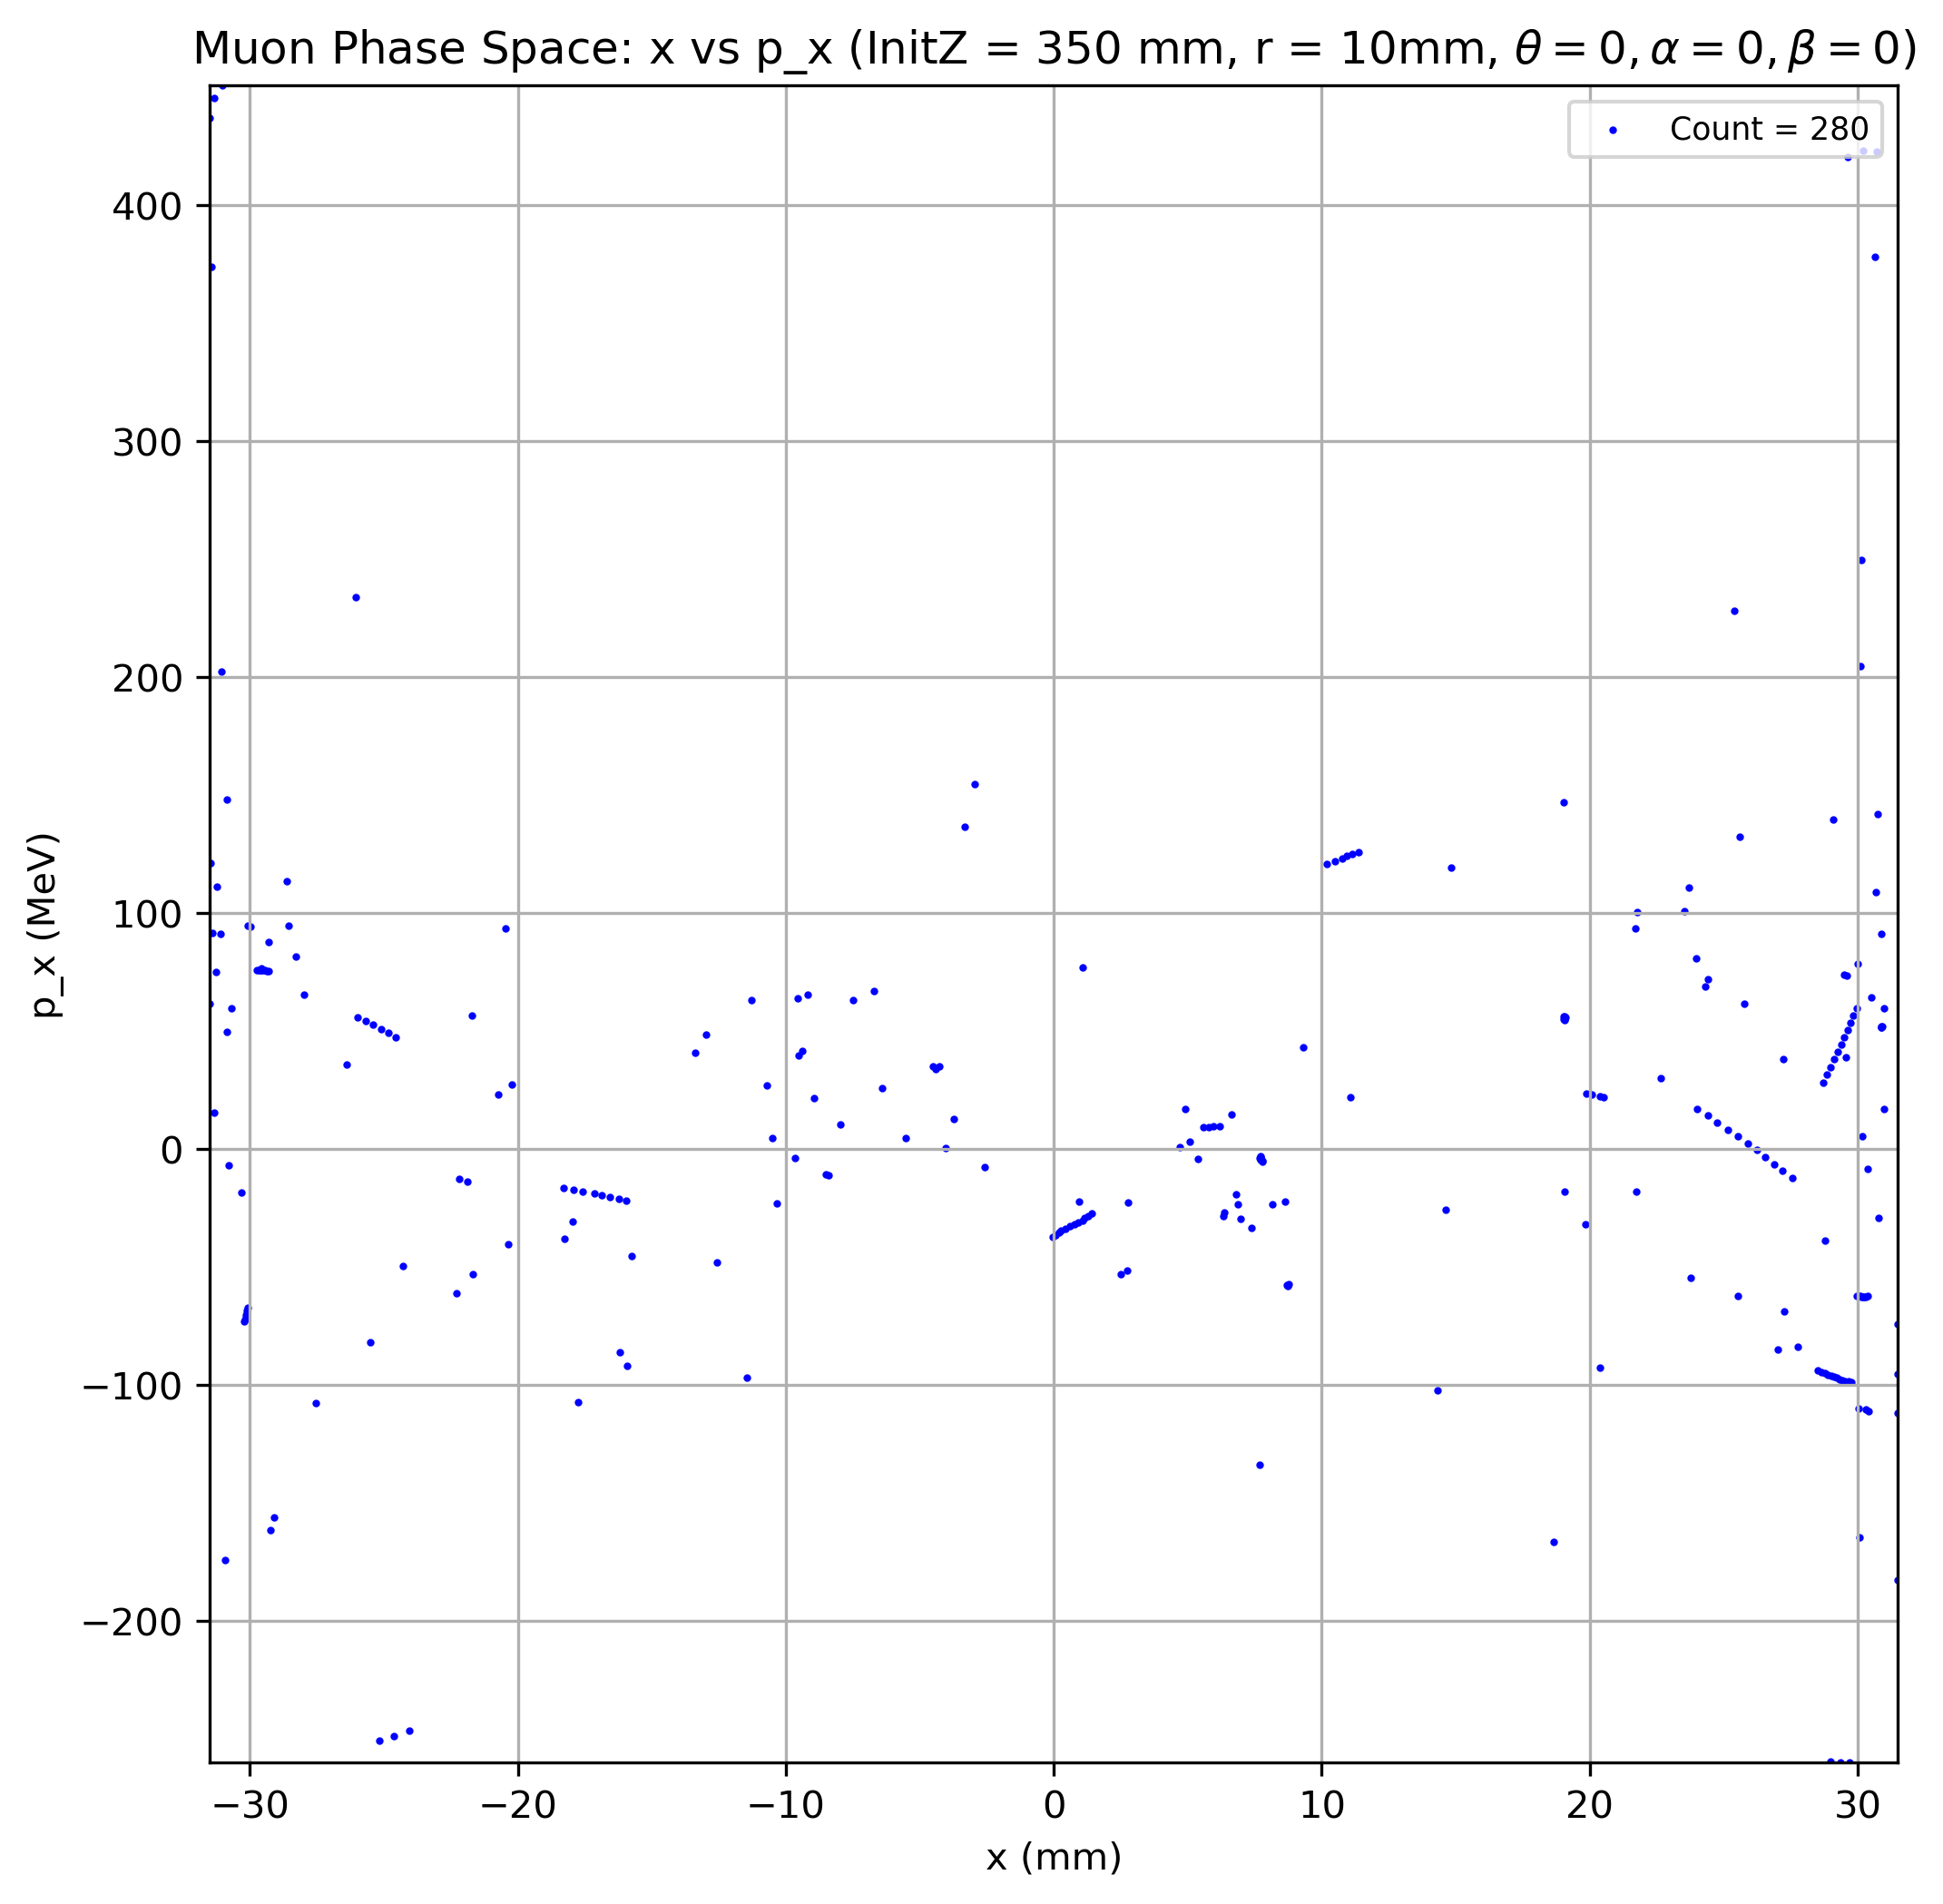 Muon Phase Space: x vs p_x (InitZ = 350 mm, r = 10mm, θ = 0, α = 0, β = 0)
Count = 280
400
300
200
100
0
−100
−200
p_x (MeV)
−30 −20 −10 0 10 20 30
x (mm)